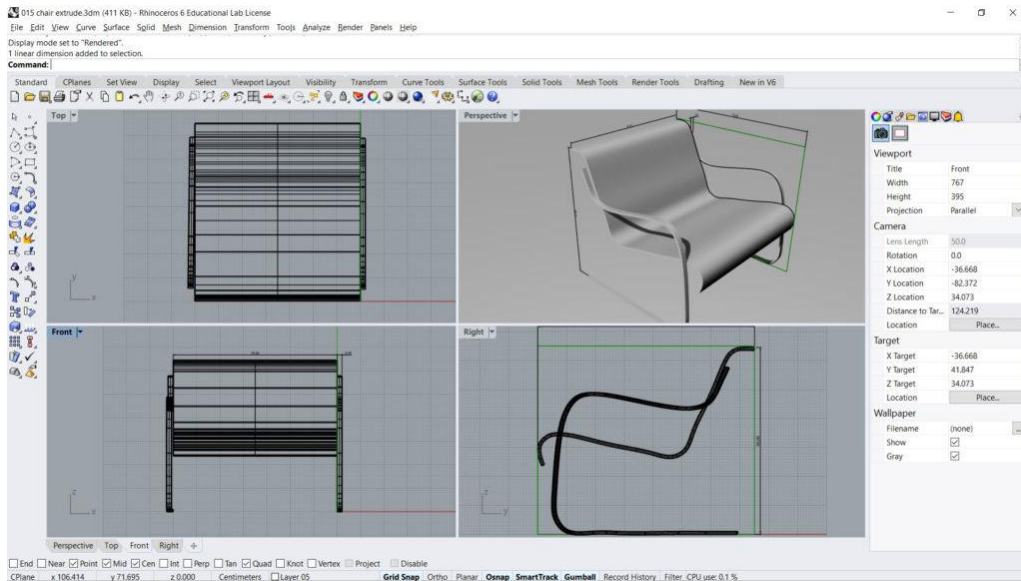 015 chair extrude.3dm (411 KB) - Rhinoceros 6 Educational Lab License
File Edit View Curve Surface Solid Mesh Dimension Transform Tools Analyze Render Panels Help
Display mode set to "Rendered".
1 linear dimension added to selection.
Command:
Standard CPlanes Set View Display Select Viewport Layout Visibility Transform Curve Tools Surface Tools Solid Tools Mesh Tools Render Tools Drafting New in V6
Top
Perspective
Front
Right
y
x
z
x
z
y
Viewport
Title Front
Width 767
Height 395
Projection Parallel
Camera
Lens Length 50.0
Rotation 0.0
X Location -36.668
Y Location -82.372
Z Location 34.073
Distance to Tar... 124.219
Location Place...
Target
X Target -36.668
Y Target 41.847
Z Target 34.073
Location Place...
Wallpaper
Filename (none) ...
Show
Gray
Perspective Top Front Right
End Near Point Mid Cen Int Perp Tan Quad Knot Vertex Project Disable
CPlane x 106.414 y 71.695 z 0.000 Centimeters Layer 05 Grid Snap Ortho Planar Osnap SmartTrack Gumball Record History Filter CPU use: 0.1 %